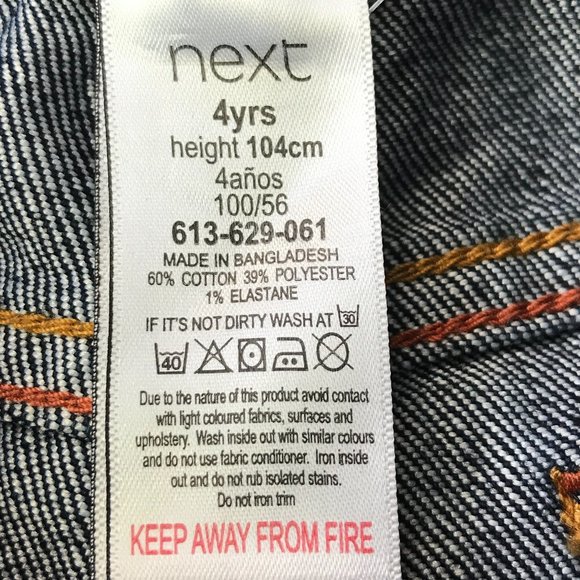 next
4yrs
height 104cm
4años
100/56
613-629-061
MADE IN BANGLADESH
60% COTTON 39% POLYESTER
1% ELASTANE
IF IT'S NOT DIRTY WASH AT 30
40
Due to the nature of this product avoid contact
with light coloured fabrics, surfaces and
upholstery. Wash inside out with similar colours
and do not use fabric conditioner. Iron inside
out and do not rub isolated stains.
Do not iron trim
KEEP AWAY FROM FIRE